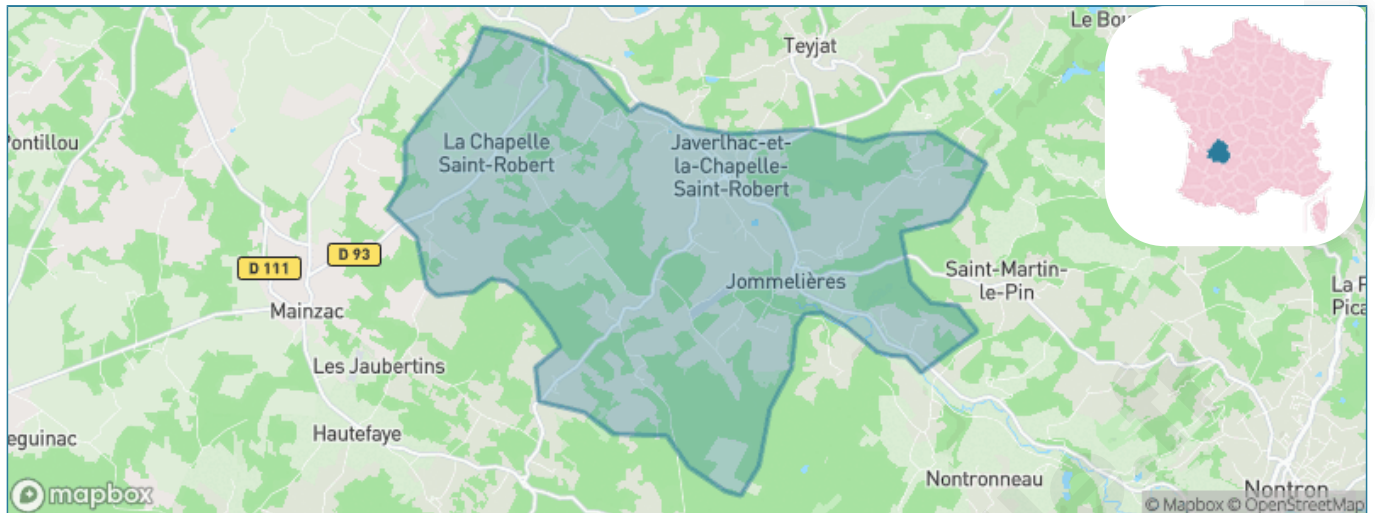 Le Bou
Teyjat
Pontillou
La Chapelle
Saint-Robert
Javerlhac-et-
la-Chapelle-
Saint-Robert
D 93
D 111
Saint-Martin-
le-Pin
Jommelières
La P
Pica
Mainzac
Les Jaubertins
Hautefaye
eguinac
Nontronneau
Nontron
mapbox
© Mapbox © OpenStreetMap